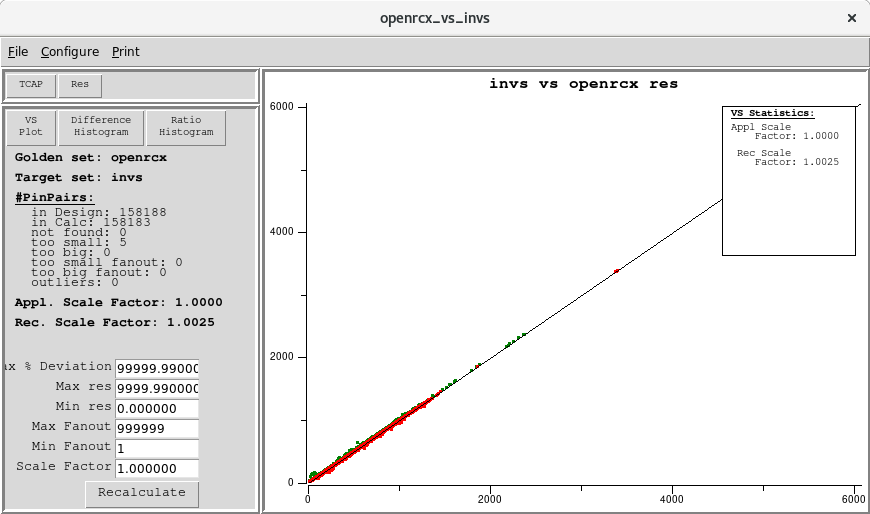 openrcx_vs_invs
File Configure Print
TCAP Res
VS Plot
Difference Histogram
Ratio Histogram
Golden set: openrcx
Target set: invs
#PinPairs:
in Design: 158188
in Calc: 158183
not found: 0
too small: 5
too big: 0
too small fanout: 0
too big fanout: 0
outliers: 0
Appl. Scale Factor: 1.0000
Rec. Scale Factor: 1.0025
ax % Deviation 99999.99000
Max res 9999.990000
Min res 0.000000
Max Fanout 999999
Min Fanout 1
Scale Factor 1.000000
Recalculate
invs vs openrcx res
6000
4000
2000
0
0 2000 4000 6000
VS Statistics:
Appl Scale
Factor: 1.0000
Rec Scale
Factor: 1.0025